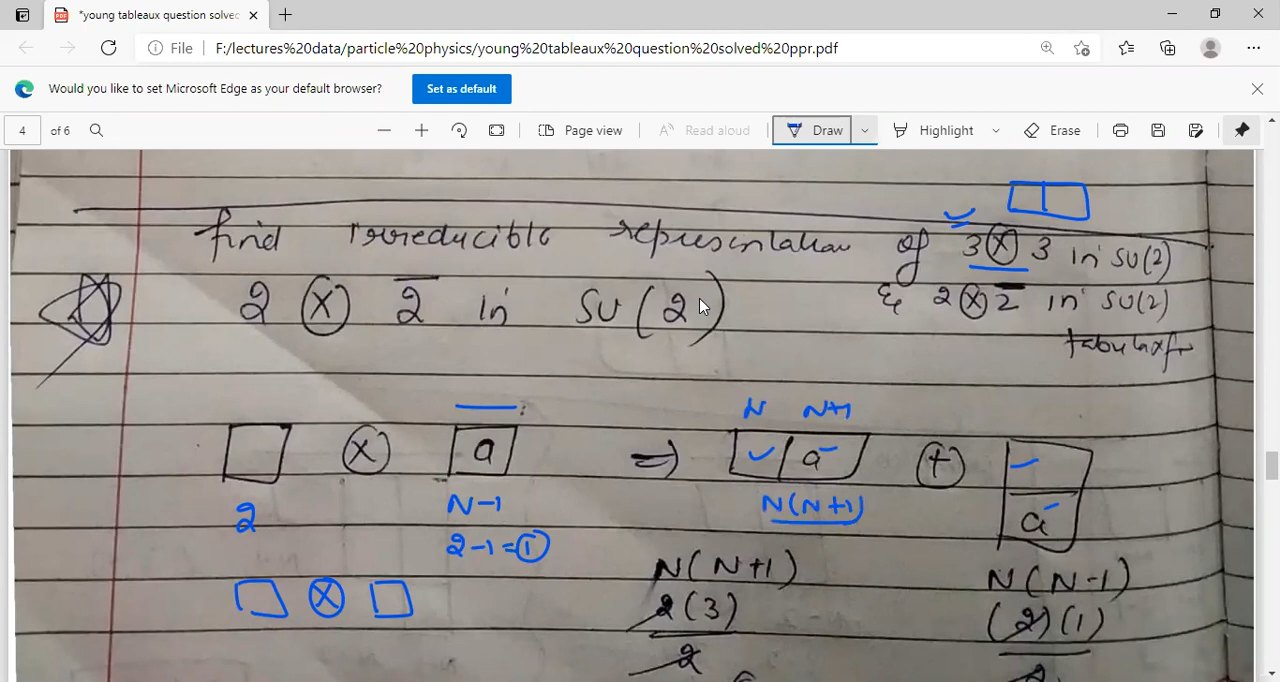 *young tableaux question solved
File | F:/lectures%20data/particle%20physics/young%20tableaux%20question%20solved%20ppr.pdf
Would you like to set Microsoft Edge as your default browser? Set as default
4 of 6 Page view Read aloud Draw Highlight Erase
find irreducible representation of 3 ⊗ 3 in SU(2)
2 ⊗ 2̅ in SU(2) & 2 ⊗ 2̅ in SU(2)
N N+1
a ⇒ a ⊕
2 N-1 N(N+1) a
2-1=1
⊗ N(N+1) N(N-1)
2(3) (2)(1)
2 2